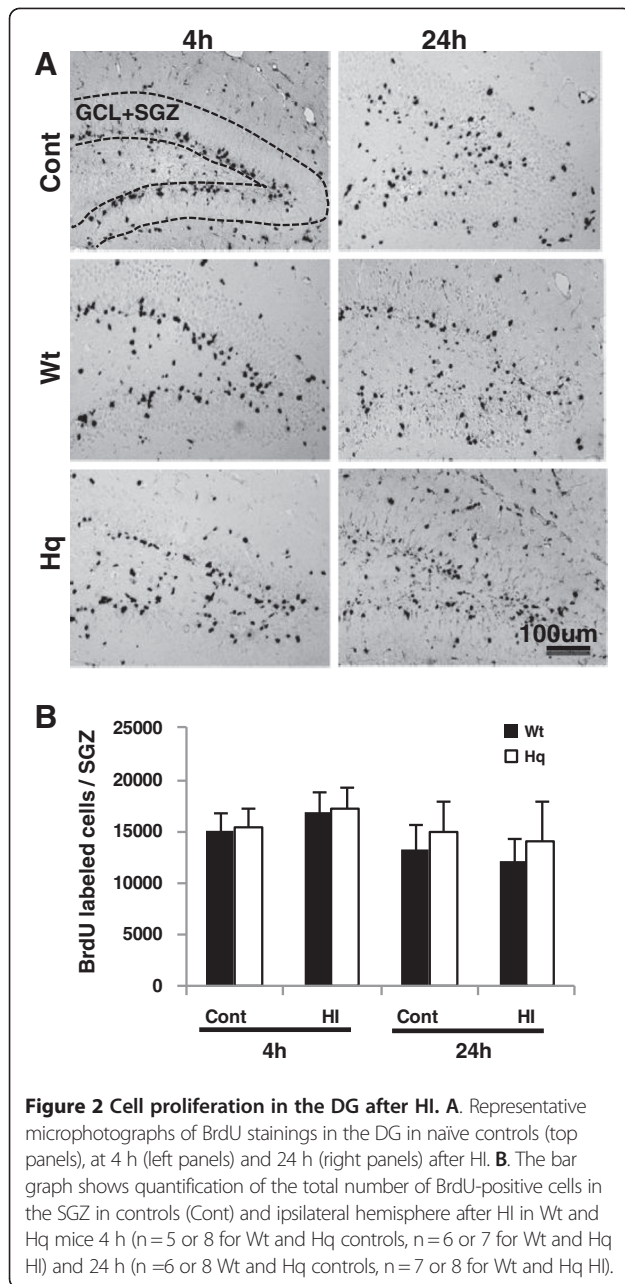 4h 24h
A
GCL+SGZ
Cont
Wt
Hq
100um
B
BrdU labeled cells / SGZ
25000
20000
15000
10000
5000
0
Wt
Hq
Cont HI Cont HI
4h 24h
Figure 2 Cell proliferation in the DG after HI. A. Representative
microphotographs of BrdU stainings in the DG in naïve controls (top
panels), at 4 h (left panels) and 24 h (right panels) after HI. B. The bar
graph shows quantification of the total number of BrdU-positive cells in
the SGZ in controls (Cont) and ipsilateral hemisphere after HI in Wt and
Hq mice 4 h (n = 5 or 8 for Wt and Hq controls, n = 6 or 7 for Wt and Hq
HI) and 24 h (n =6 or 8 Wt and Hq controls, n = 7 or 8 for Wt and Hq HI).